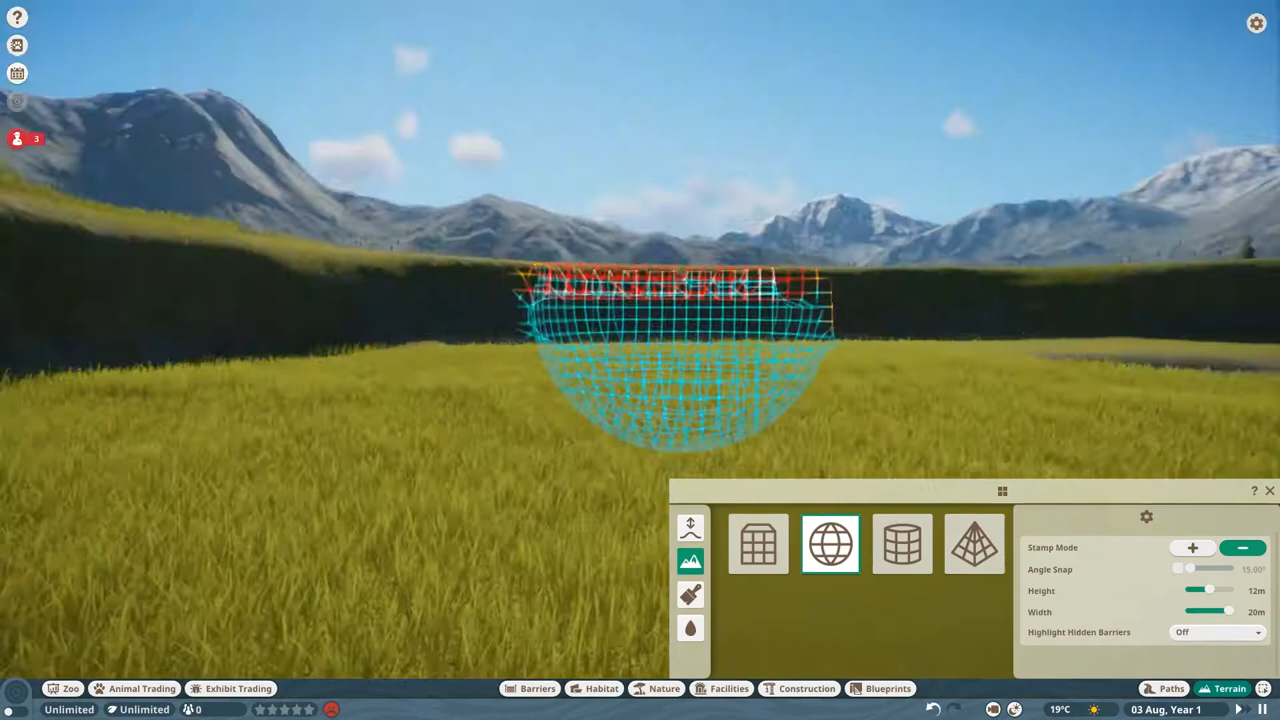 ?
3
?
Stamp Mode
Angle Snap 15.00°
Height 12m
Width 20m
Highlight Hidden Barriers Off
Zoo Animal Trading Exhibit Trading Barriers Habitat Nature Facilities Construction Blueprints Paths Terrain
Unlimited Unlimited 0 19°C 03 Aug, Year 1